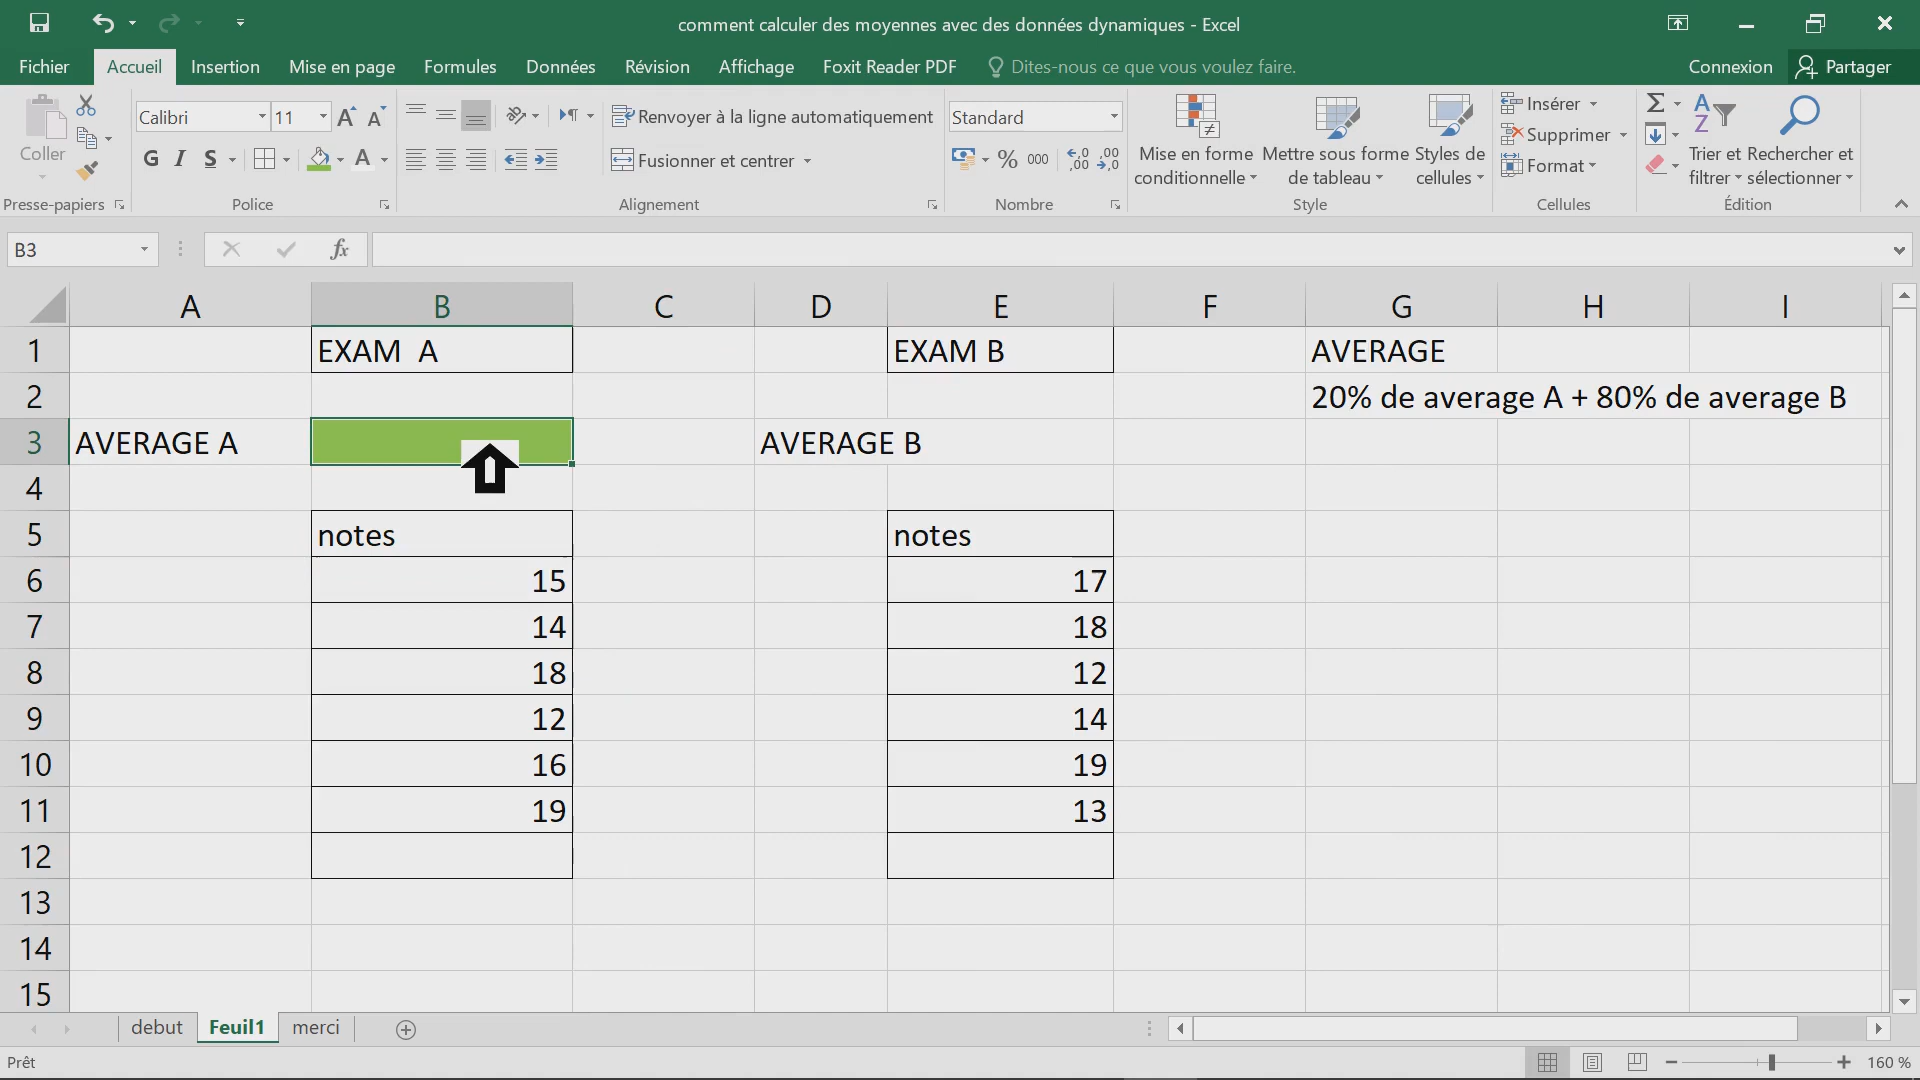 comment calculer des moyennes avec des données dynamiques - Excel
Fichier Accueil Insertion Mise en page Formules Données Révision Affichage Foxit Reader PDF Dites-nous ce que vous voulez faire. Connexion Partager
Coller
Presse-papiers
Calibri 11
G I S A
Police
Renvoyer à la ligne automatiquement
Fusionner et centrer
Alignement
Standard
% 000
Nombre
Mise en forme conditionnelle
Mettre sous forme de tableau
Styles de cellules
Style
Insérer
Supprimer
Format
Cellules
Trier et filtrer
Rechercher et sélectionner
Édition
B3 fx
A B C D E F G H I
1 EXAM  A EXAM B AVERAGE
2 20% de average A + 80% de average B
3 AVERAGE A AVERAGE B
4
5 notes notes
6 15 17
7 14 18
8 18 12
9 12 14
10 16 19
11 19 13
12
13
14
15
debut Feuil1 merci
Prêt 160 %